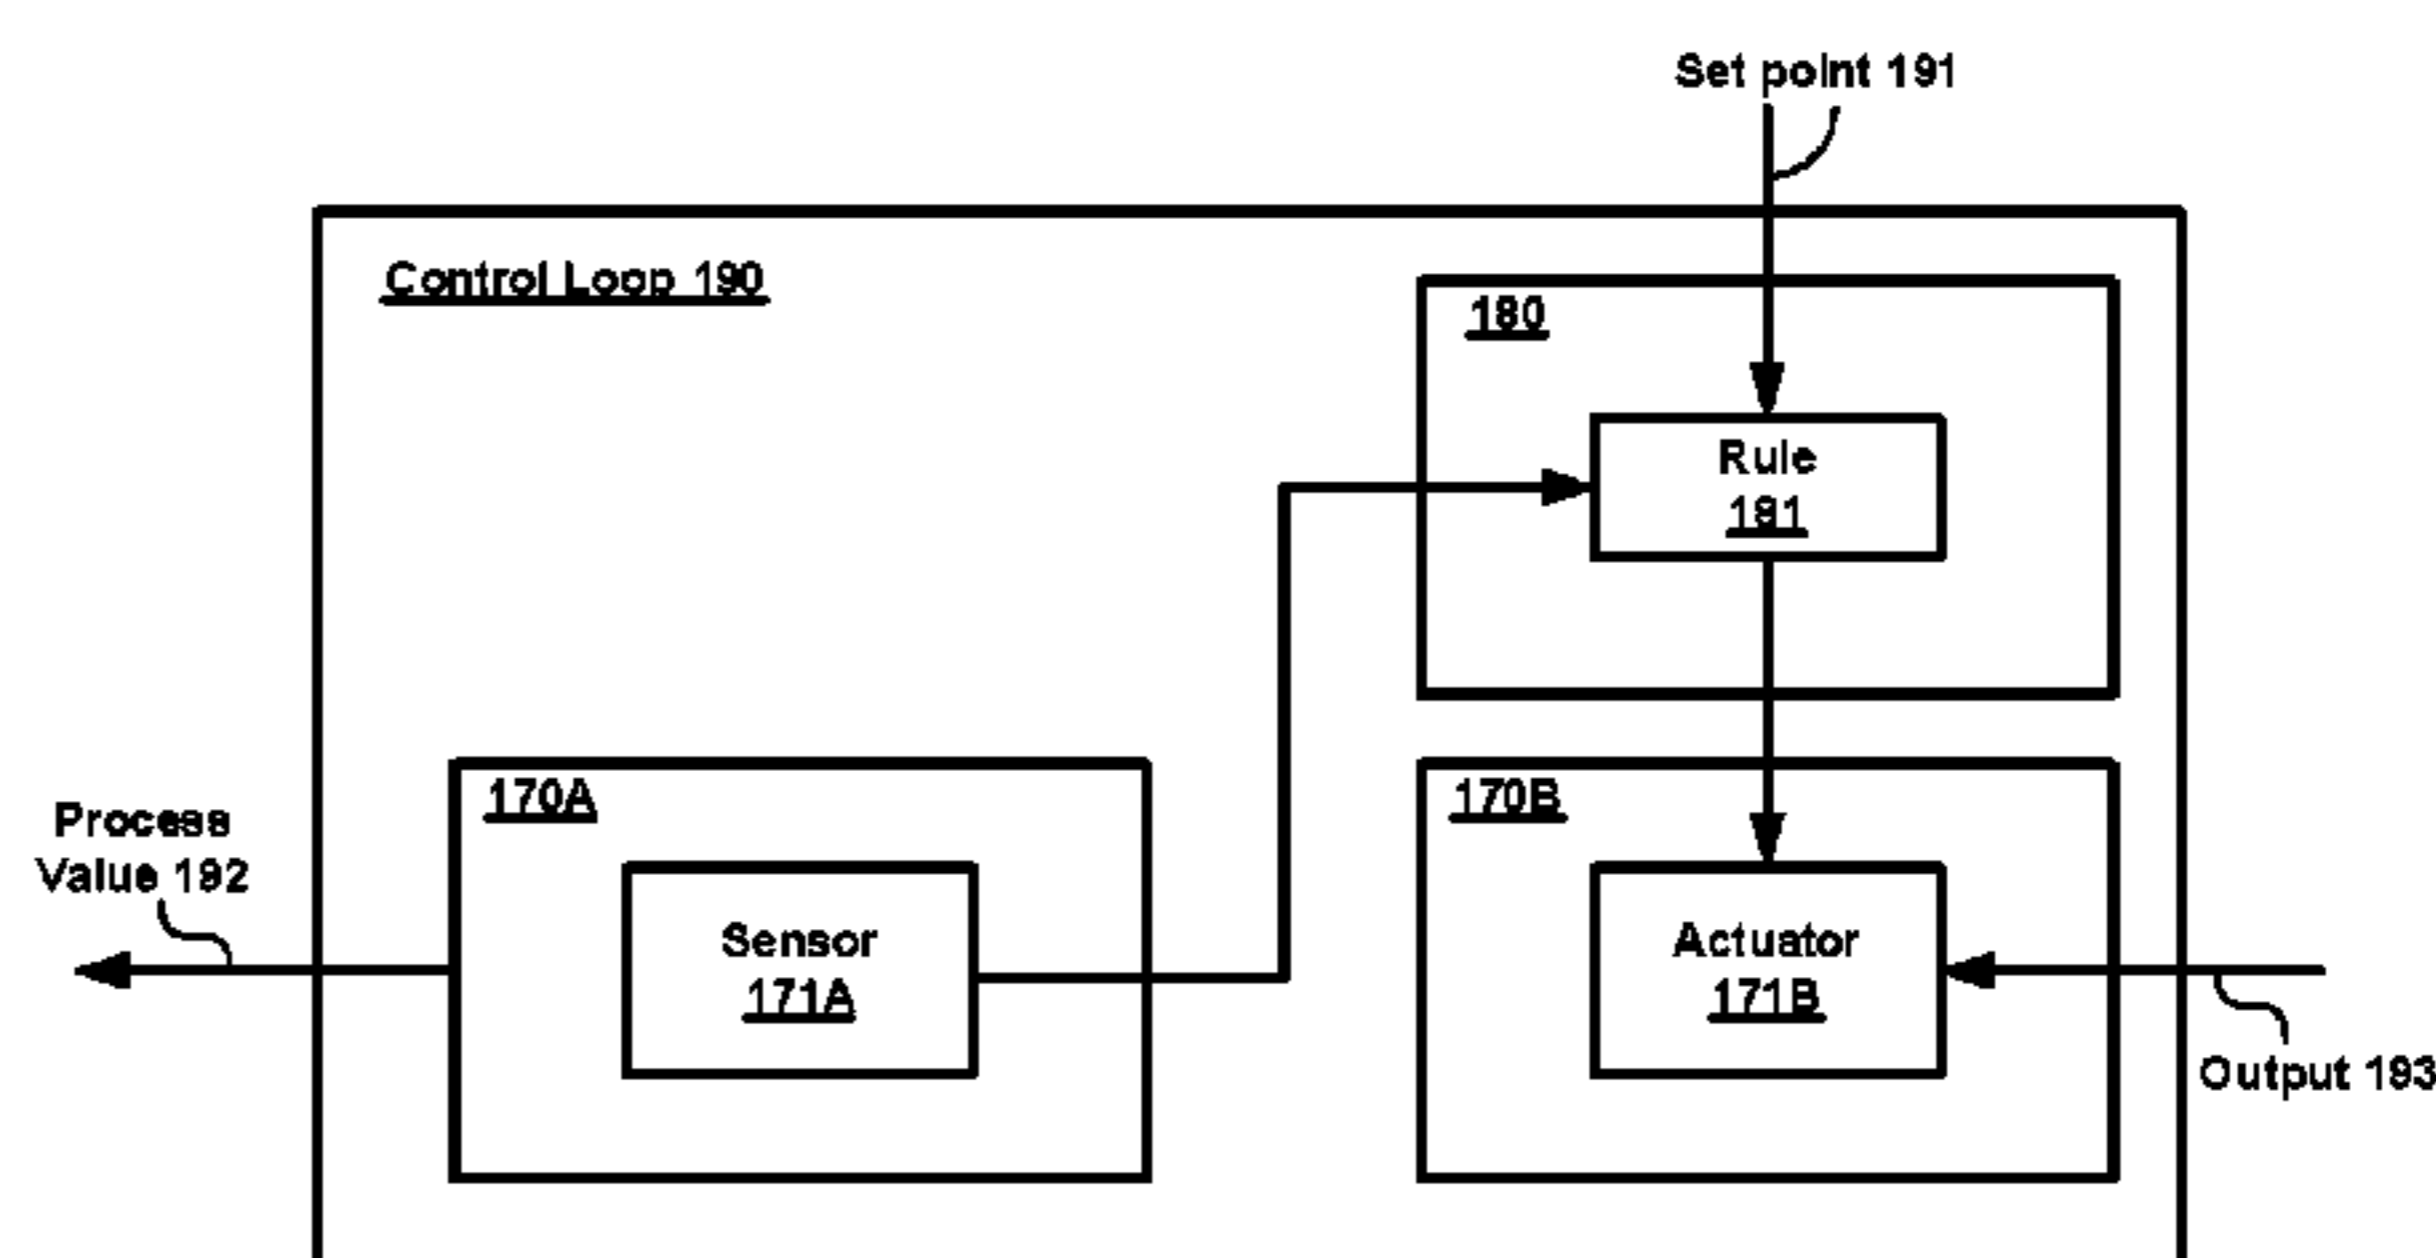 Set point 191
Control Loop 190
180
Rule
181
170A
170B
Process
Value 192
Sensor
171A
Actuator
171B
Output 193